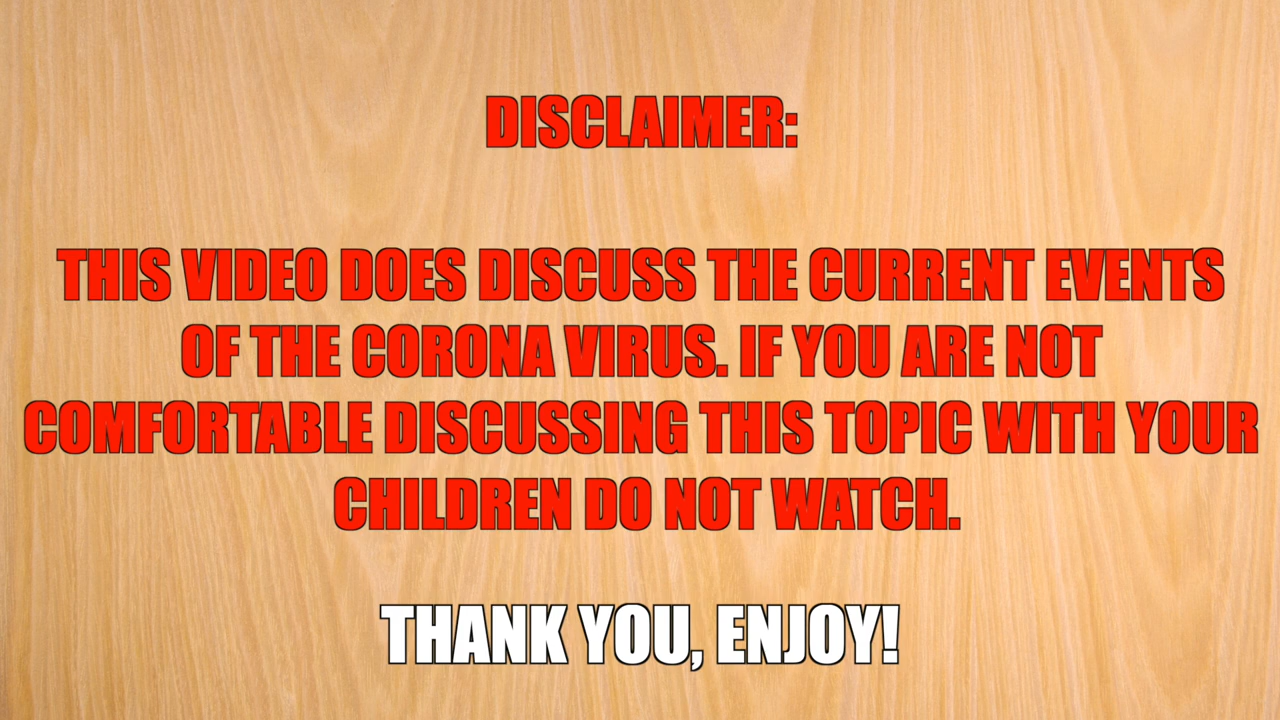 DISCLAIMER:
THIS VIDEO DOES DISCUSS THE CURRENT EVENTS
OF THE CORONA VIRUS. IF YOU ARE NOT
COMFORTABLE DISCUSSING THIS TOPIC WITH YOUR
CHILDREN DO NOT WATCH.
THANK YOU, ENJOY!